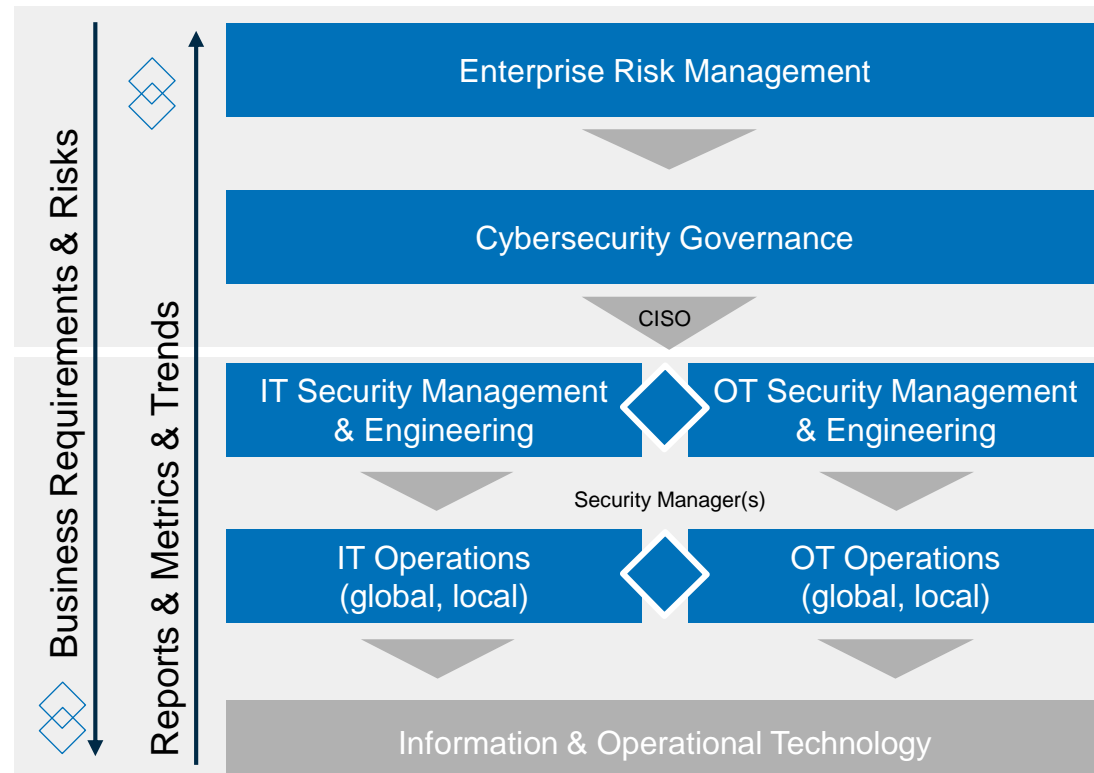 Business Requirements & Risks
Reports & Metrics & Trends
Enterprise Risk Management
Cybersecurity Governance
CISO
IT Security Management
& Engineering
OT Security Management
& Engineering
Security Manager(s)
IT Operations
(global, local)
OT Operations
(global, local)
Information & Operational Technology